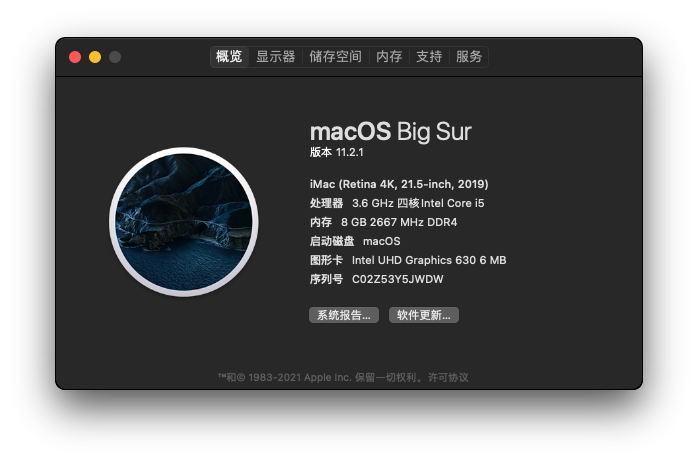 概览 显示器 储存空间 内存 支持 服务
macOS Big Sur
版本 11.2.1
iMac (Retina 4K, 21.5-inch, 2019)
处理器 3.6 GHz 四核Intel Core i5
内存 8 GB 2667 MHz DDR4
启动磁盘 macOS
图形卡 Intel UHD Graphics 630 6 MB
序列号 C02Z53Y5JWDW
系统报告... 软件更新...
™和© 1983-2021 Apple Inc. 保留一切权利。许可协议